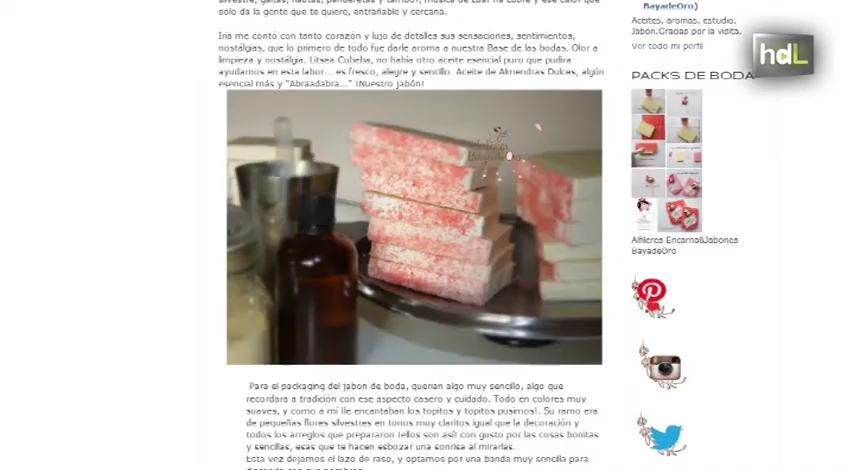 silvestre, gaitas, flautas, panderetas y tambor, música de Luar na Lubre y ese calor que
sólo da la gente que te quiere, entrañable y cercana.
Iria me contó con tanto corazón y lujo de detalles sus sensaciones, sentimientos,
nostálgias, que lo primero de todo fue darle aroma a nuestra Base de las bodas. Olor a
limpieza y nostálgia. Litsea Cubeba, no había otro aceite esencial puro que pudira
ayudarnos en esta labor... es fresco, alegre y sencillo. Aceite de Almendras Dulces, algún
esencial más y "Abraadabra..." ¡Nuestro jabón!
BayadeOro
Para el packaging del jabón de boda, querían algo muy sencillo, algo que
recordara a tradición con ese aspecto casero y cuidado. Todo en colores muy
suaves, y como a mí lle encantaban los topitos y topitos pusimos!. Su ramo era
de pequeñas flores silvestres en tonos muy claritos igual que la decoración y
todos los arreglos que prepararon (ellos son así) con gusto por las cosas bonitas
y sencillas, esas que te hacen esbozar una sonrisa al mirarlas.
Esta vez dejamos el lazo de raso, y optamos por una banda muy sencilla para
BayadeOro)
Aceites, aromas, estudio,
Jabón.Gracias por la visita.
Ver todo mi perfil
hdL
PACKS DE BODA
Alfileres Encarna&Jabones
BayadeOro